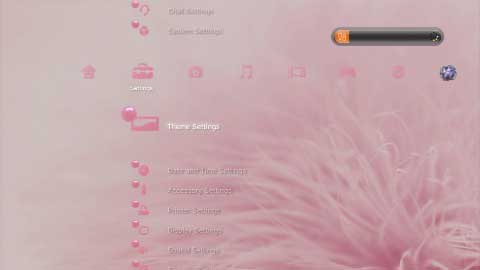 Chat Settings
System Settings
Settings
Theme Settings
Date and Time Settings
Accessory Settings
Printer Settings
Display Settings
Sound Settings